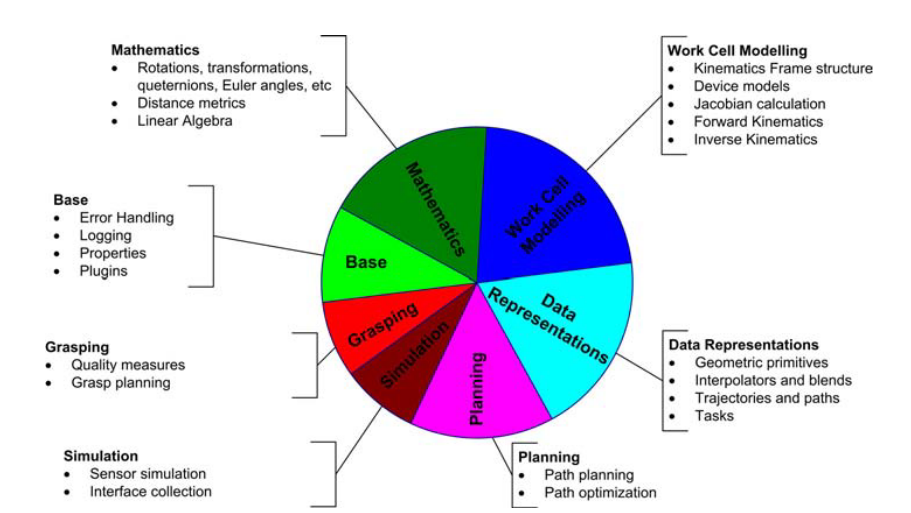 Mathematics
• Rotations, transformations,
queternions, Euler angles, etc
• Distance metrics
• Linear Algebra
Work Cell Modelling
• Kinematics Frame structure
• Device models
• Jacobian calculation
• Forward Kinematics
• Inverse Kinematics
Base
• Error Handling
• Logging
• Properties
• Plugins
Mathematics
Work Cell
Modelling
Base
Data
Representations
Grasping
Simulation
Planning
Grasping
• Quality measures
• Grasp planning
Data Representations
• Geometric primitives
• Interpolators and blends
• Trajectories and paths
• Tasks
Simulation
• Sensor simulation
• Interface collection
Planning
• Path planning
• Path optimization